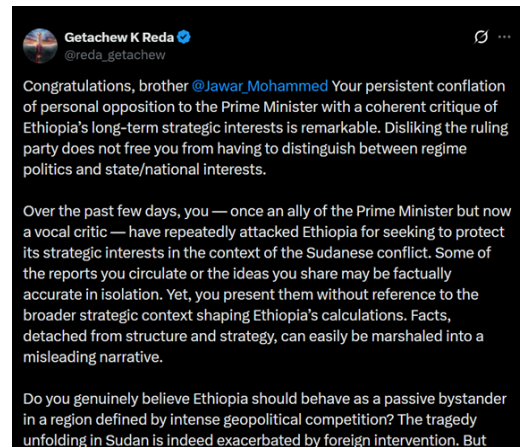 Getachew K Reda
@reda_getachew
Congratulations, brother @Jawar_Mohammed Your persistent conflation
of personal opposition to the Prime Minister with a coherent critique of
Ethiopia’s long-term strategic interests is remarkable. Disliking the ruling
party does not free you from having to distinguish between regime
politics and state/national interests.
Over the past few days, you — once an ally of the Prime Minister but now
a vocal critic — have repeatedly attacked Ethiopia for seeking to protect
its strategic interests in the context of the Sudanese conflict. Some of
the reports you circulate or the ideas you share may be factually
accurate in isolation. Yet, you present them without reference to the
broader strategic context shaping Ethiopia’s calculations. Facts,
detached from structure and strategy, can easily be marshaled into a
misleading narrative.
Do you genuinely believe Ethiopia should behave as a passive bystander
in a region defined by intense geopolitical competition? The tragedy
unfolding in Sudan is indeed exacerbated by foreign intervention. But